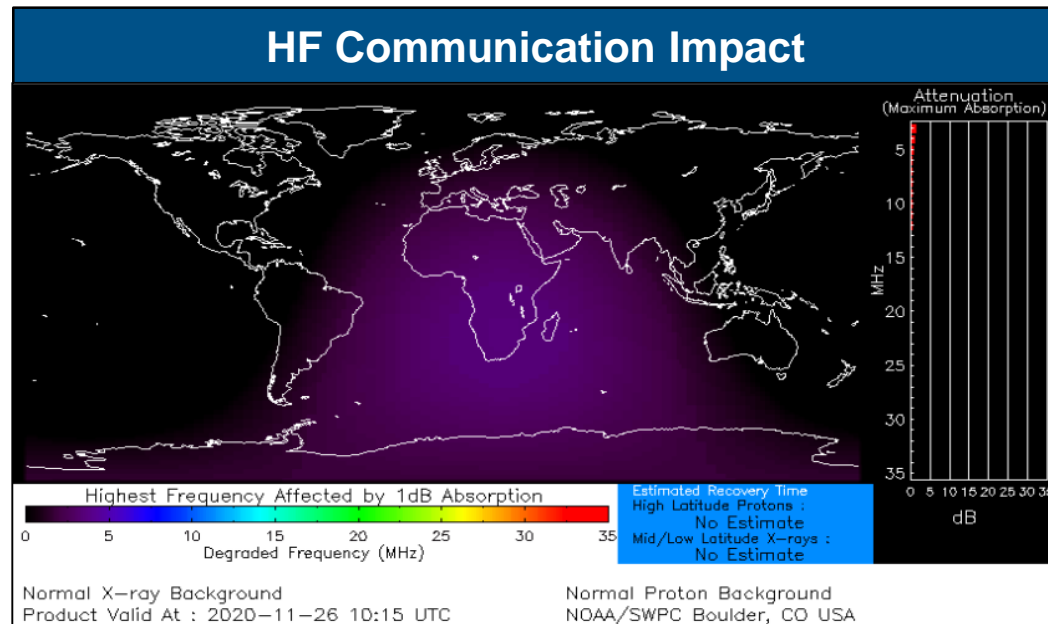 HF Communication Impact
Attenuation
(Maximum Absorption)
5
10
15
20
25
30
35
MHz
0 5 10 15 20 25 30 35
dB
Highest Frequency Affected by 1dB Absorption
0 5 10 15 20 25 30 35
Degraded Frequency (MHz)
Estimated Recovery Time
High Latitude Protons :
No Estimate
Mid/Low Latitude X-rays :
No Estimate
Normal X-ray Background
Normal Proton Background
Product Valid At : 2020-11-26 10:15 UTC
NOAA/SWPC Boulder, CO USA